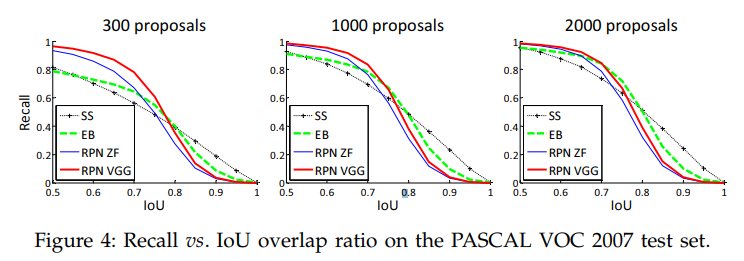 300 proposals
1000 proposals
2000 proposals
Recall
1
0.8
0.6
0.4
0.2
0
SS
EB
RPN ZF
RPN VGG
0.5 0.6 0.7 0.8 0.9 1
IoU
1
0.8
0.6
0.4
0.2
0
SS
EB
RPN ZF
RPN VGG
0.5 0.6 0.7 0.8 0.9 1
IoU
1
0.8
0.6
0.4
0.2
0
SS
EB
RPN ZF
RPN VGG
0.5 0.6 0.7 0.8 0.9 1
IoU
Figure 4: Recall vs. IoU overlap ratio on the PASCAL VOC 2007 test set.